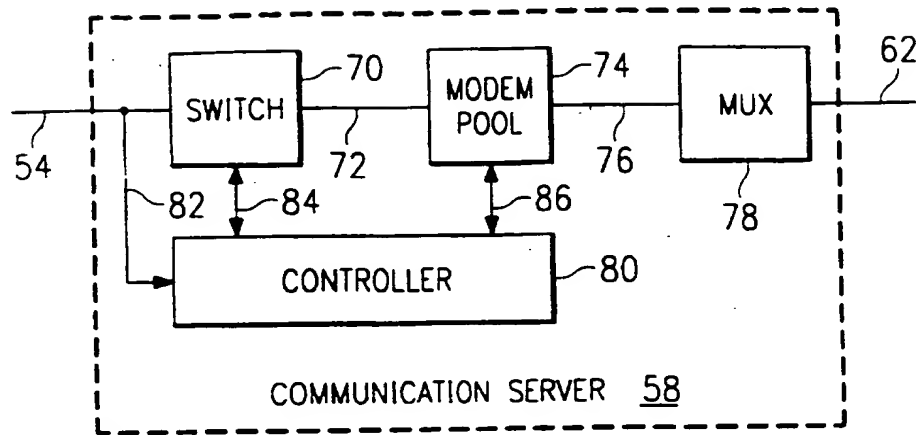 70
SWITCH
54
72
74
MODEM
POOL
76
MUX
78
62
82
84
86
CONTROLLER
80
COMMUNICATION SERVER 58